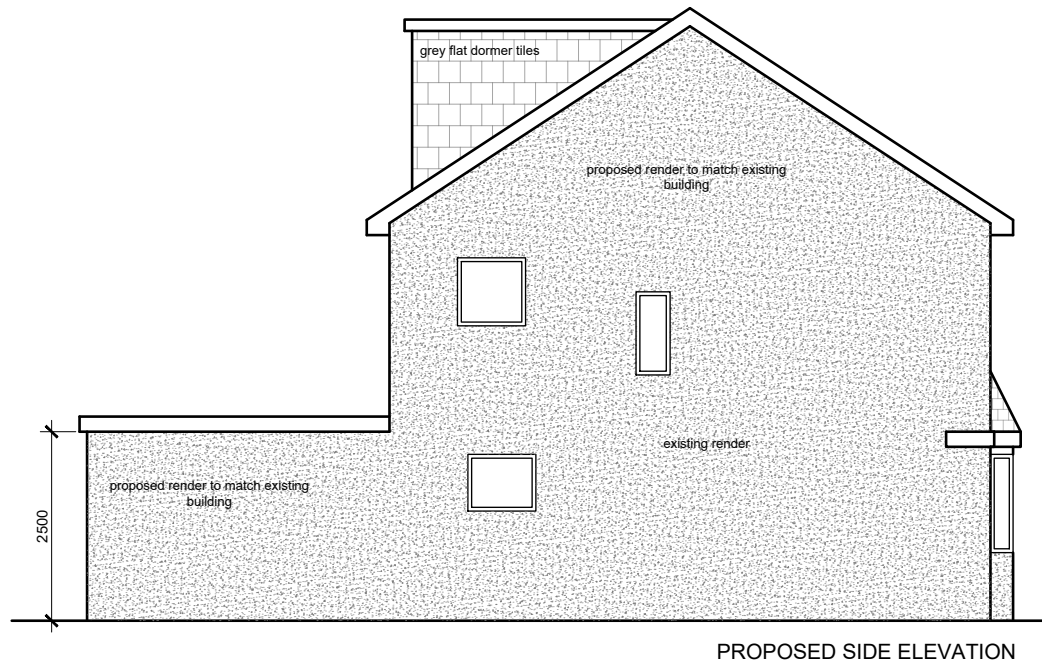 grey flat dormer tiles
proposed render to match existing
building
existing render
proposed render to match existing
building
2500
PROPOSED SIDE ELEVATION